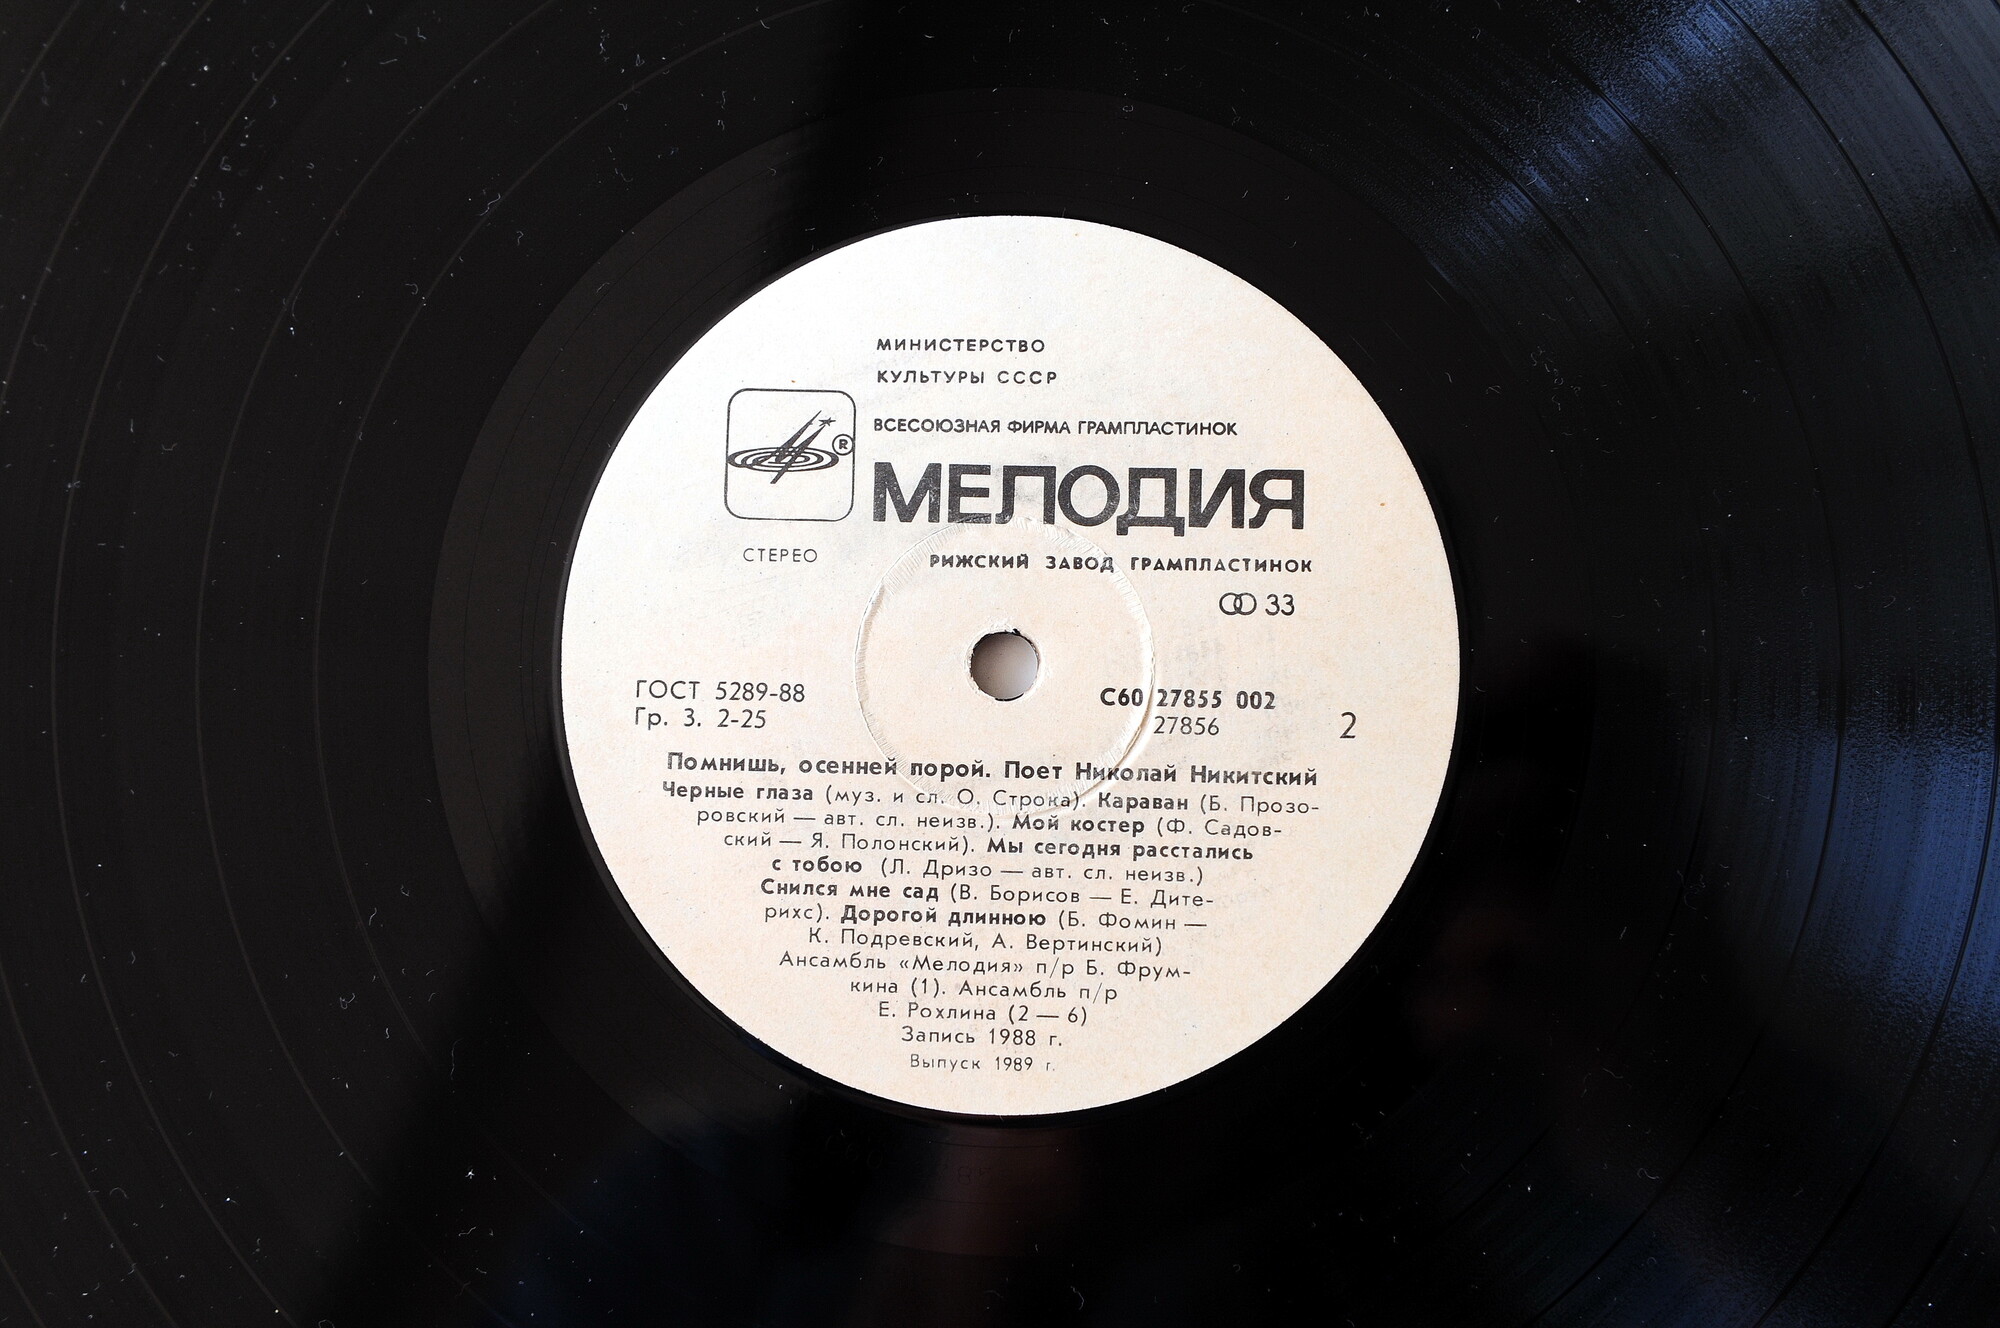 МИНИСТЕРСТВО
КУЛЬТУРЫ СССР
ВСЕСОЮЗНАЯ ФИРМА ГРАМПЛАСТИНОК
®
МЕЛОДИЯ
СТЕРЕО
РИЖСКИЙ ЗАВОД ГРАМПЛАСТИНОК
33
ГОСТ 5289-88
Гр. 3. 2-25
С60 27855 002
27856
2
Помнишь, осенней порой. Поет Николай Никитский
Черные глаза (муз. и сл. О. Строка). Караван (Б. Прозо-
ровский — авт. сл. неизв.). Мой костер (Ф. Садов-
ский — Я. Полонский). Мы сегодня расстались
с тобою (Л. Дризо — авт. сл. неизв.)
Снился мне сад (В. Борисов — Е. Дите-
рихс). Дорогой длинною (Б. Фомин —
К. Подревский, А. Вертинский)
Ансамбль «Мелодия» п/р Б. Фрум-
кина (1). Ансамбль п/р
Е. Рохлина (2 — 6)
Запись 1988 г.
Выпуск 1989 г.